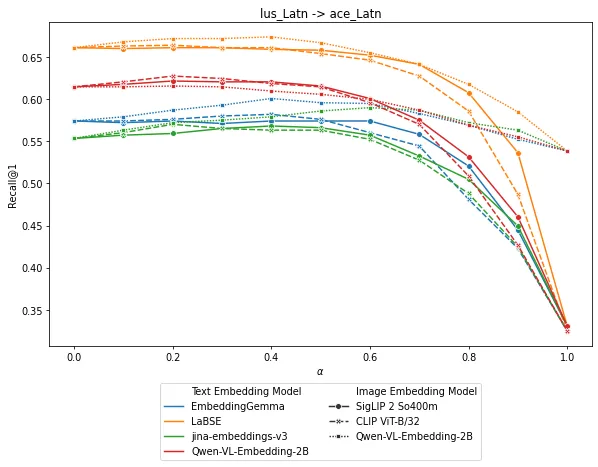 lus_Latn -> ace_Latn
Recall@1
0.65
0.60
0.55
0.50
0.45
0.40
0.35
0.0 0.2 0.4 0.6 0.8 1.0
α
Text Embedding Model
EmbeddingGemma
LaBSE
jina-embeddings-v3
Qwen-VL-Embedding-2B
Image Embedding Model
SigLIP 2 So400m
CLIP ViT-B/32
Qwen-VL-Embedding-2B